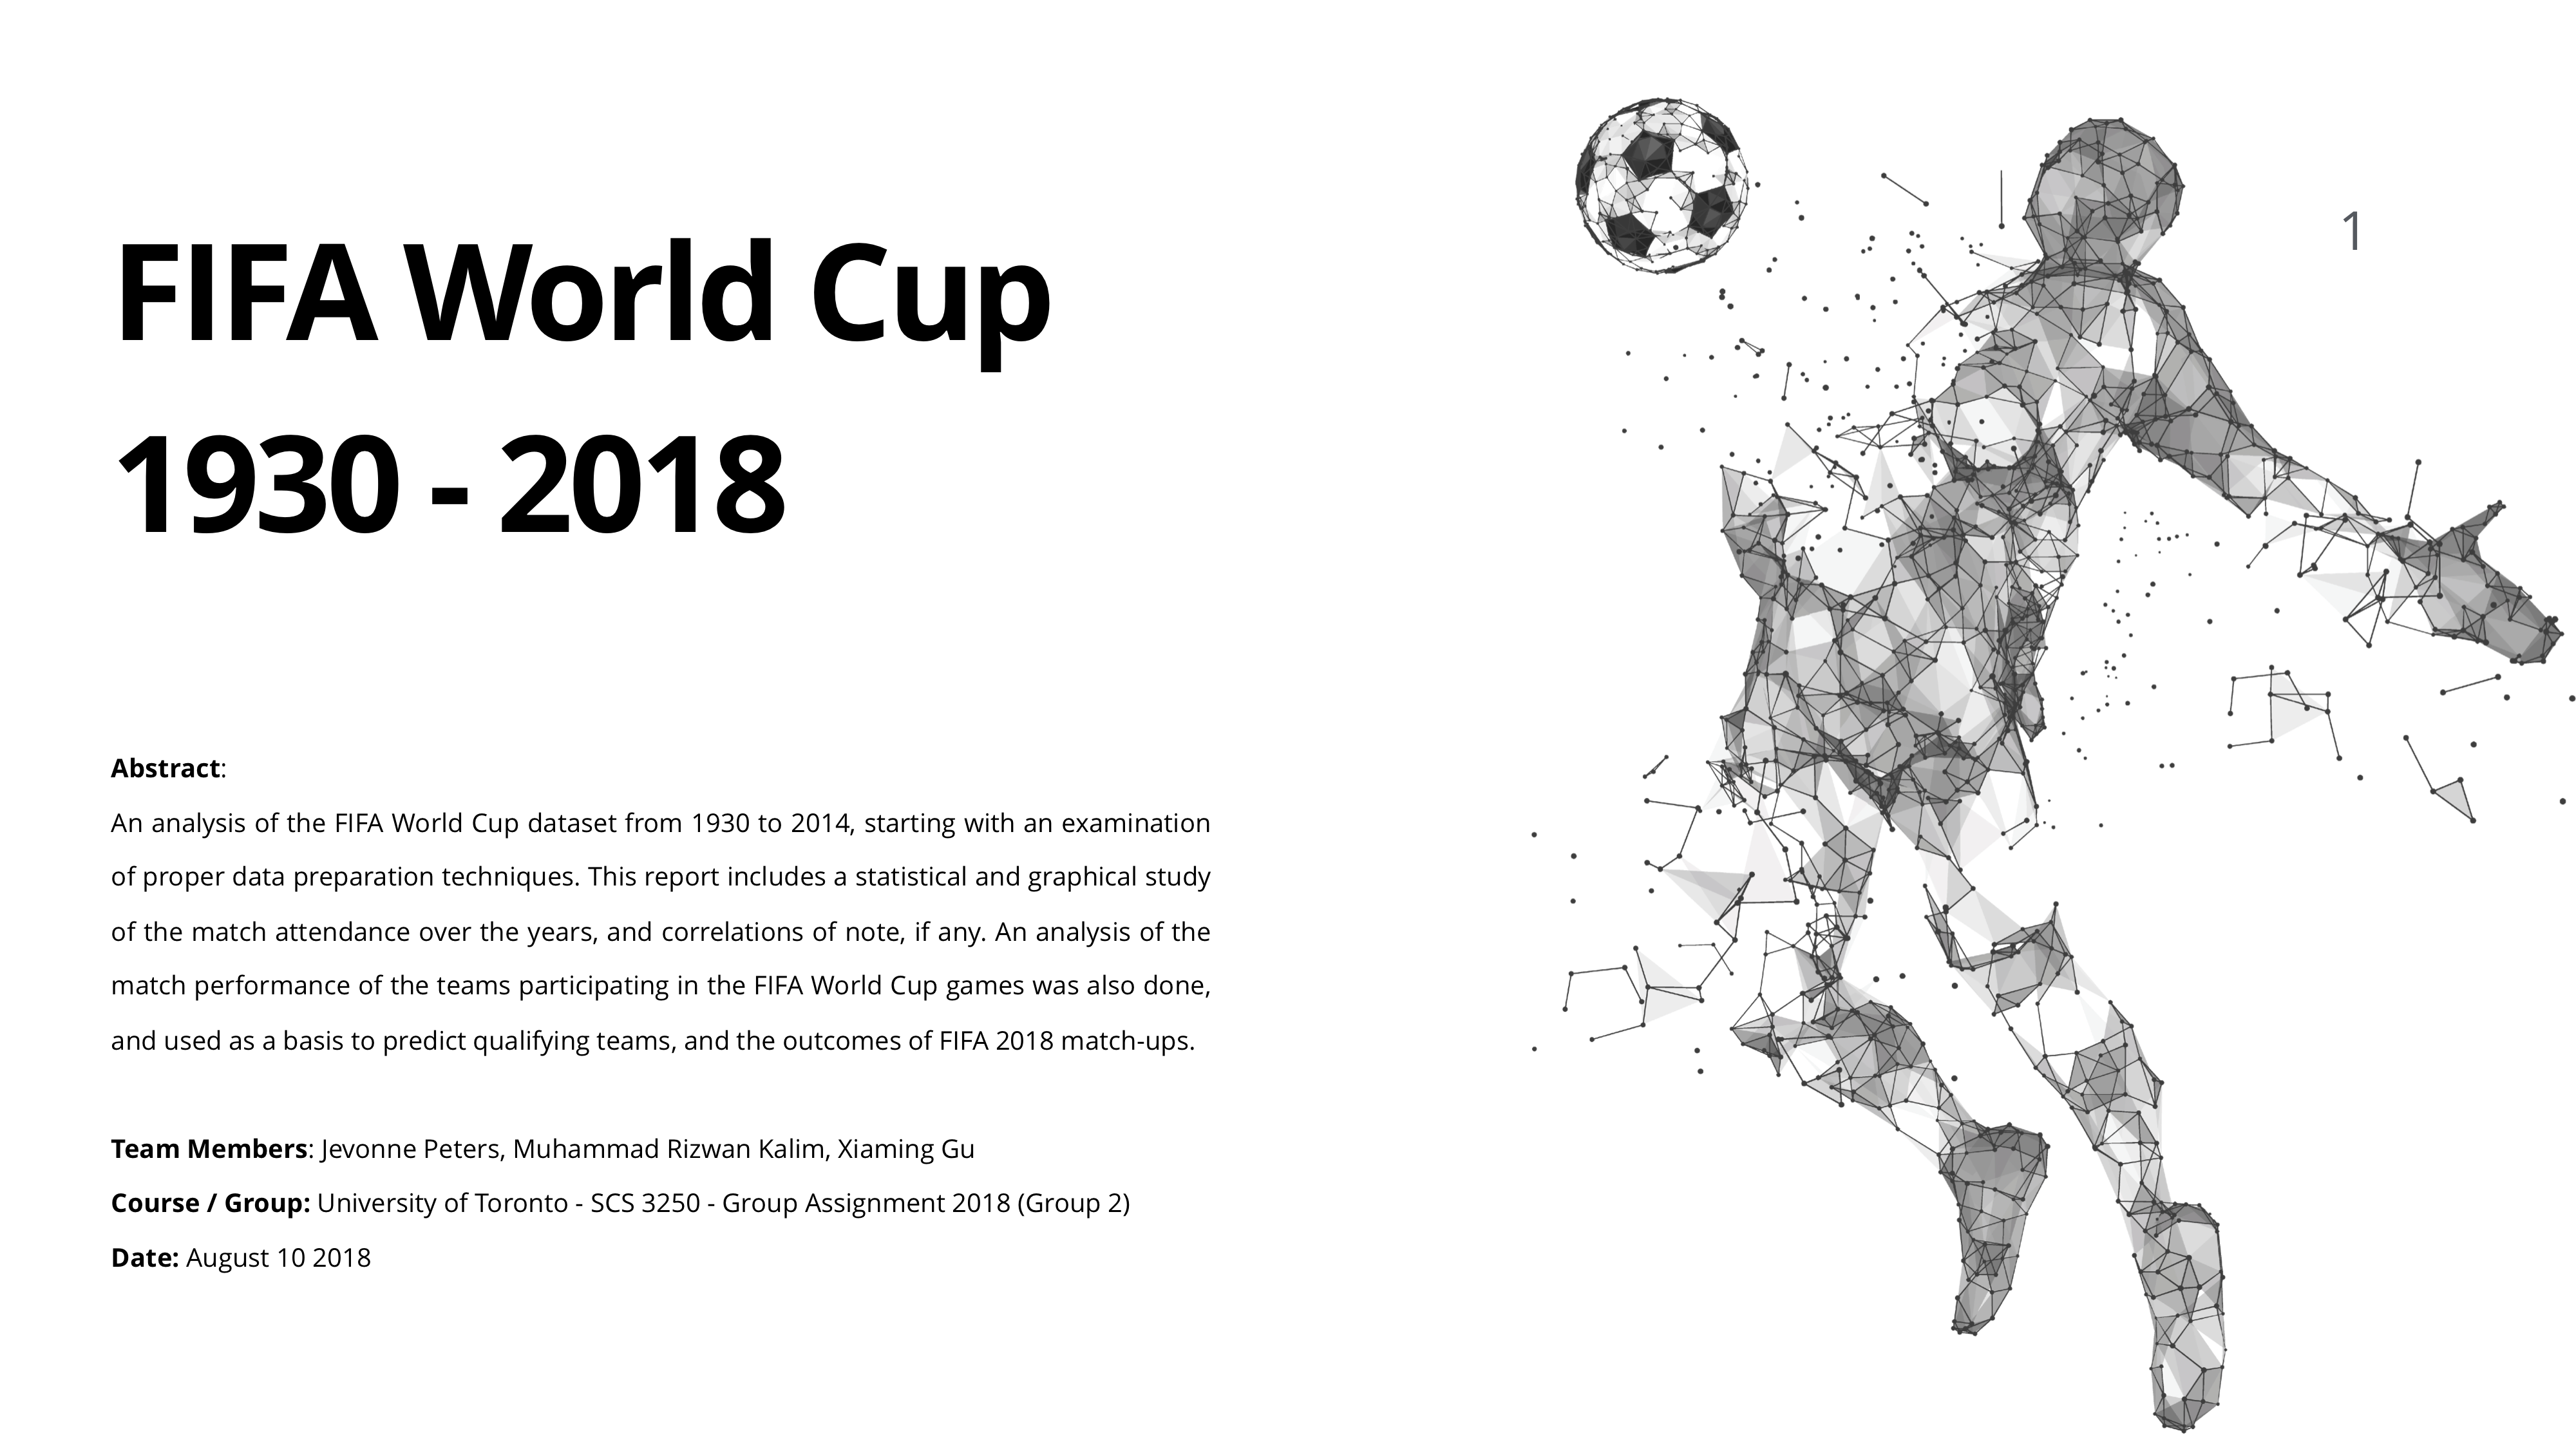 FIFA World Cup
1930 - 2018
1
Abstract:
An analysis of the FIFA World Cup dataset from 1930 to 2014, starting with an examination
of proper data preparation techniques. This report includes a statistical and graphical study
of the match attendance over the years, and correlations of note, if any. An analysis of the
match performance of the teams participating in the FIFA World Cup games was also done,
and used as a basis to predict qualifying teams, and the outcomes of FIFA 2018 match-ups.
Team Members: Jevonne Peters, Muhammad Rizwan Kalim, Xiaming Gu
Course / Group: University of Toronto - SCS 3250 - Group Assignment 2018 (Group 2)
Date: August 10 2018